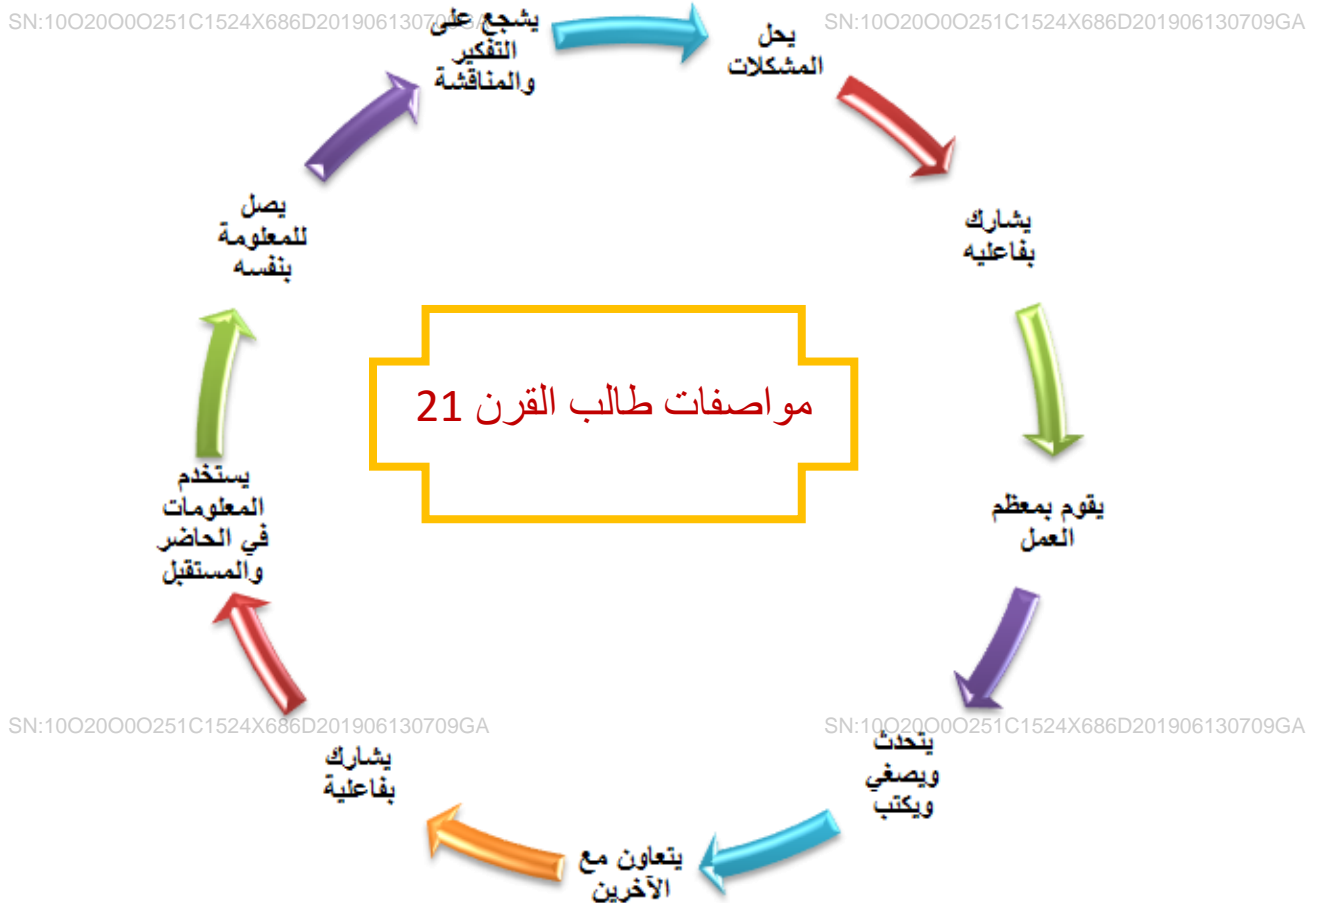 SN:10O20O0O251C1524X686D201906130709GA
SN:10O20O0O251C1524X686D201906130709GA
يشجع على
التفكير
والمناقشة
يحل
المشكلات
يشارك
بفاعليه
يقوم بمعظم
العمل
يتحدث
ويصغي
ويكتب
يتعاون مع
الآخرين
يشارك
بفاعلية
يستخدم
المعلومات
في الحاضر
والمستقبل
يصل
للمعلومة
بنفسه
مواصفات طالب القرن 21
SN:10O20O0O251C1524X686D201906130709GA
SN:10O20O0O251C1524X686D201906130709GA